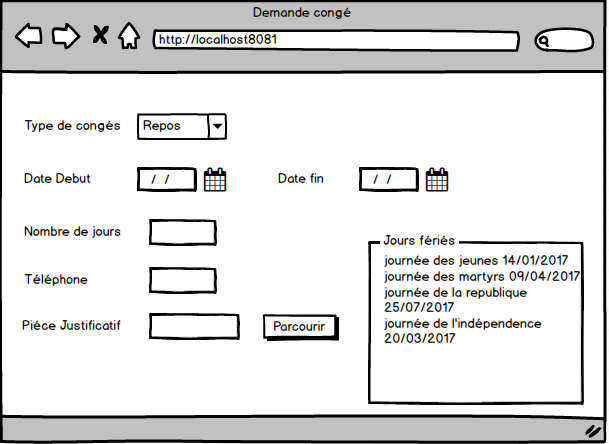 Demande congé
http://localhost8081
Type de congés
Repos
Date Debut
/ /
Date fin
/ /
Nombre de jours
Téléphone
Piéce Justificatif
Parcourir
Jours fériés
journée des jeunes 14/01/2017
journée des martyrs 09/04/2017
journée de la republique
25/07/2017
journée de l'indépendence
20/03/2017